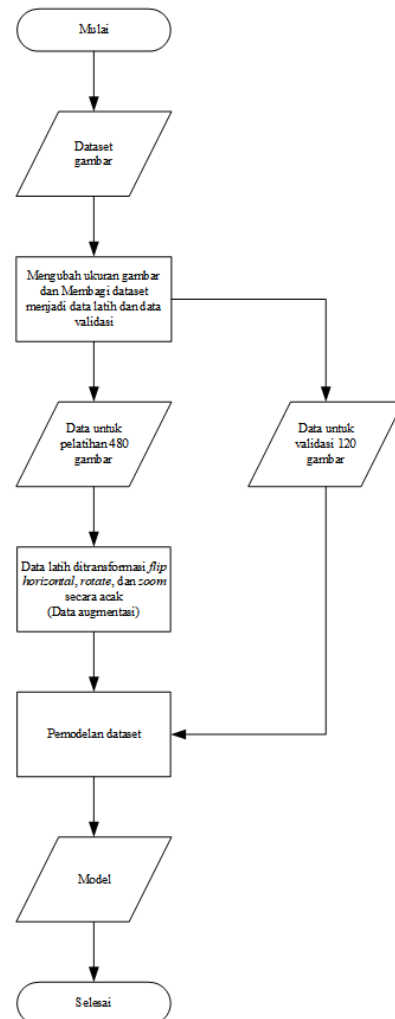 Mulai
Dataset
gambar
Mengubah ukuran gambar
dan Membagi dataset
menjadi data latih dan data
validasi
Data untuk
pelatihan 480
gambar
Data untuk
validasi 120
gambar
Data latih ditransformasi flip
horizontal, rotate, dan zoom
secara acak
(Data augmentasi)
Pemodelan dataset
Model
Selesai